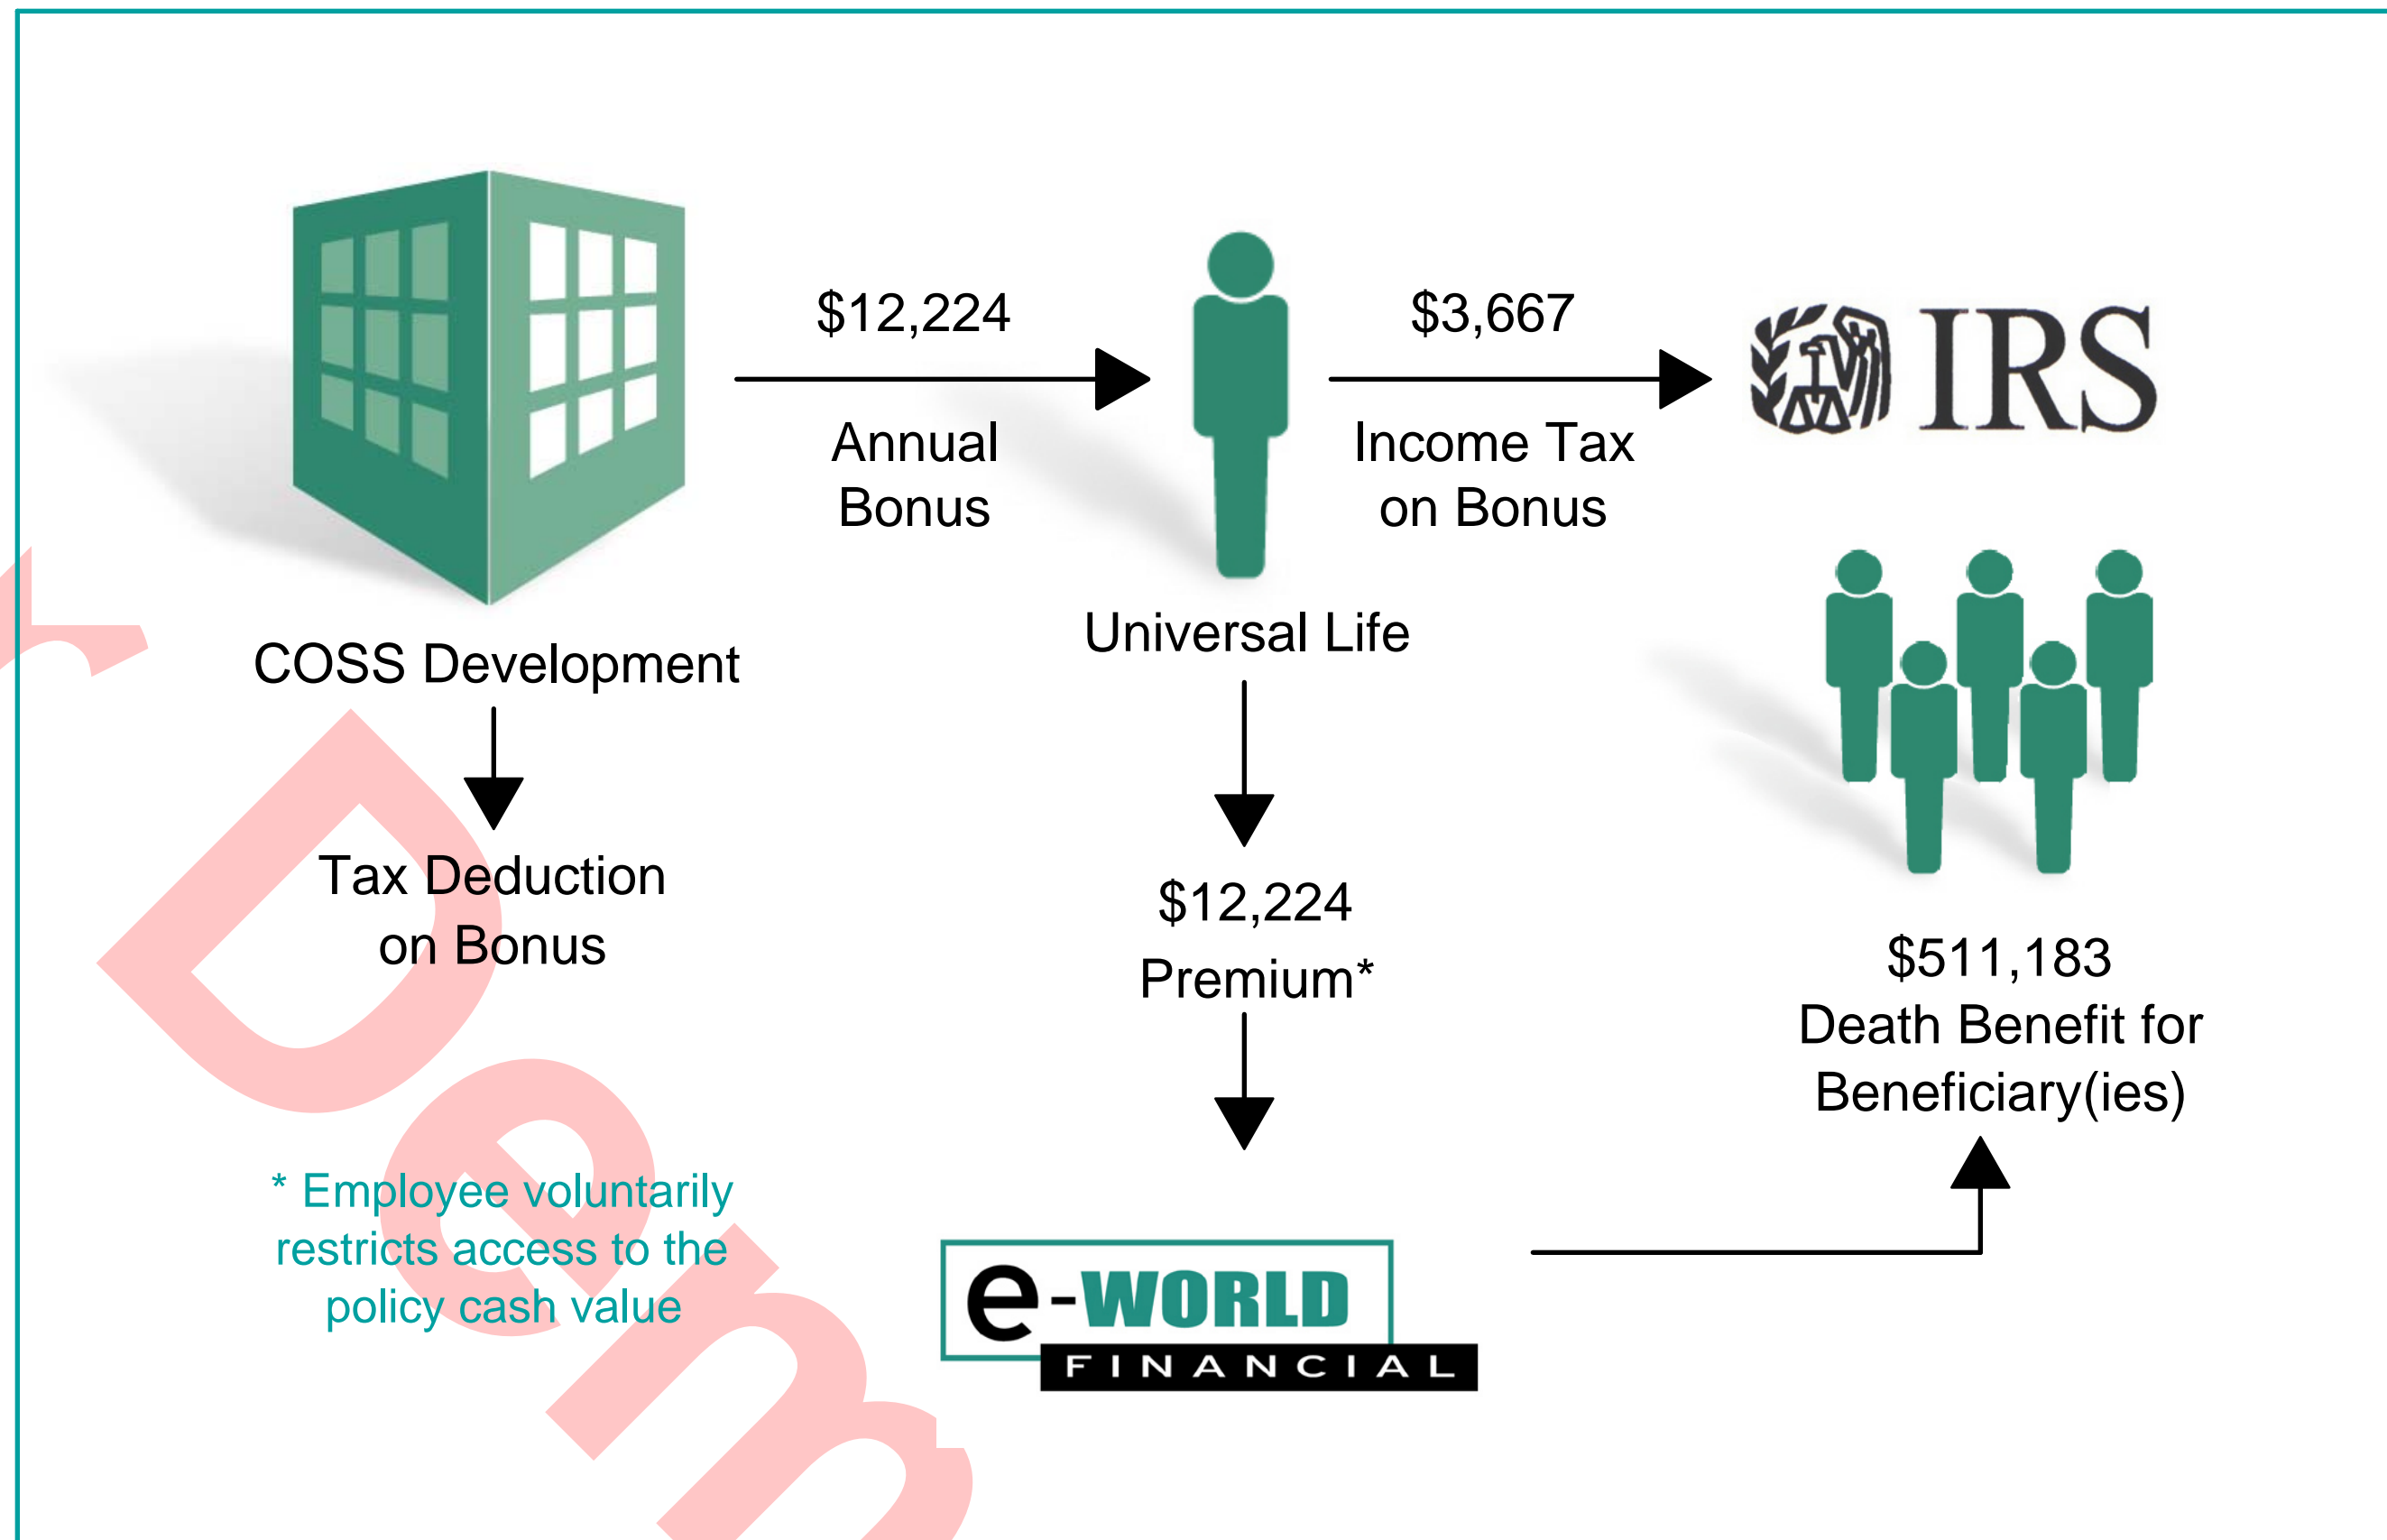 $12,224
Annual
Bonus
$3,667
Income Tax
on Bonus
IRS
COSS Development
Universal Life
Tax Deduction
on Bonus
$12,224
Premium*
$511,183
Death Benefit for
Beneficiary(ies)
* Employee voluntarily
restricts access to the
policy cash value
e-WORLD
FINANCIAL
r Dem